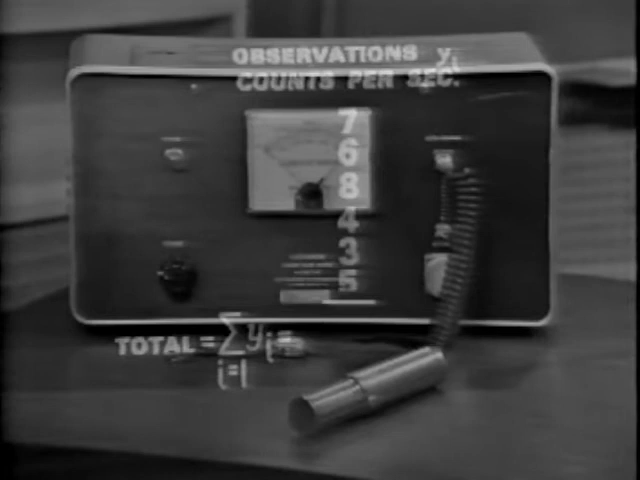 OBSERVATIONS yᵢ
COUNTS PER SEC.
7
6
8
4
3
5
TOTAL = Σ yᵢ =
i=1